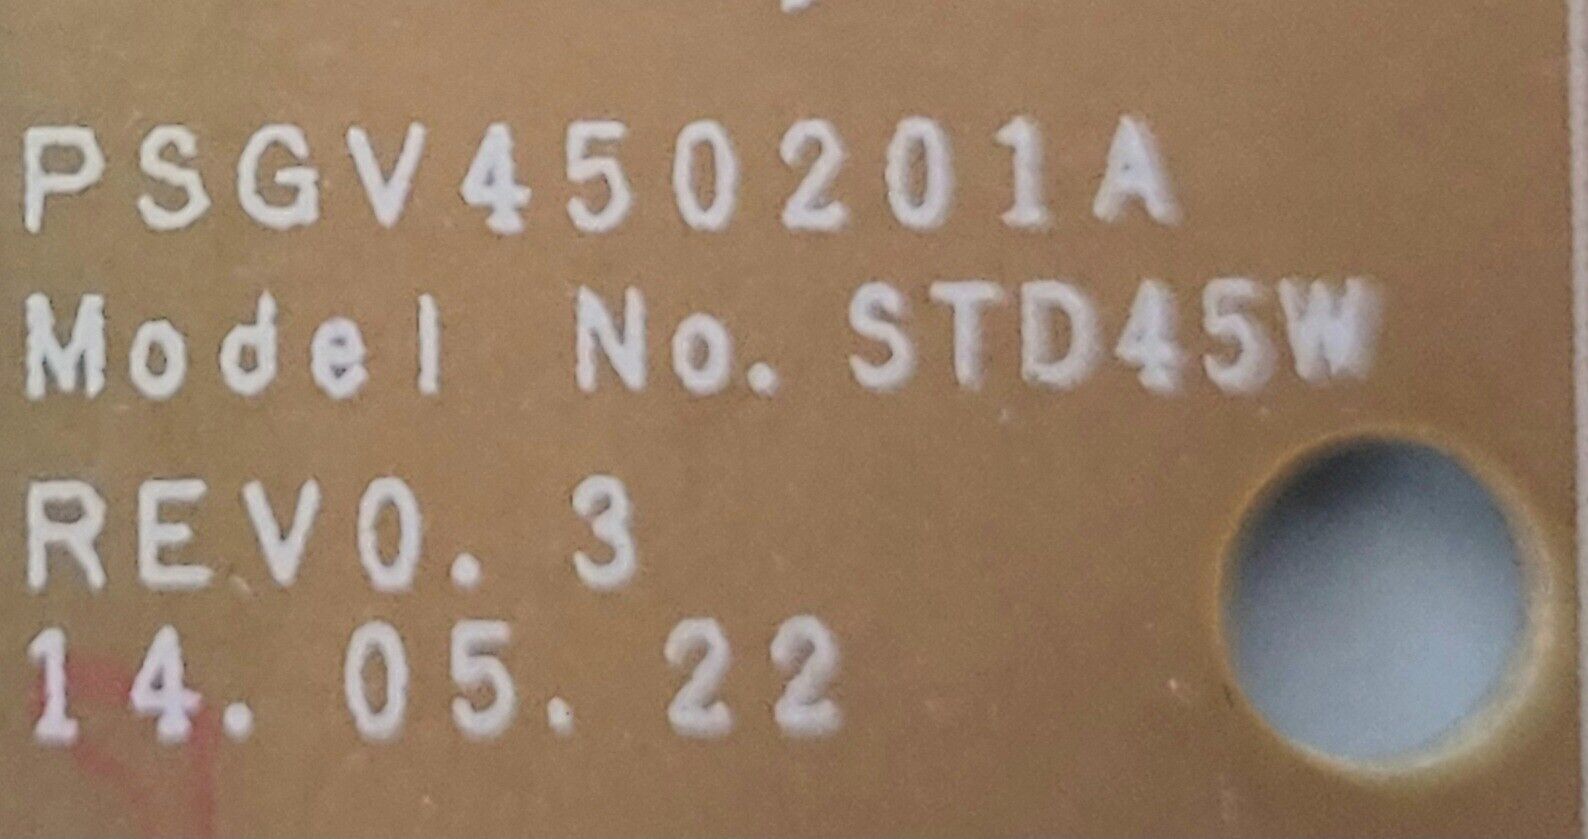 PSGV450201A
Model No. STD45W
REV0. 3
14. 05. 22